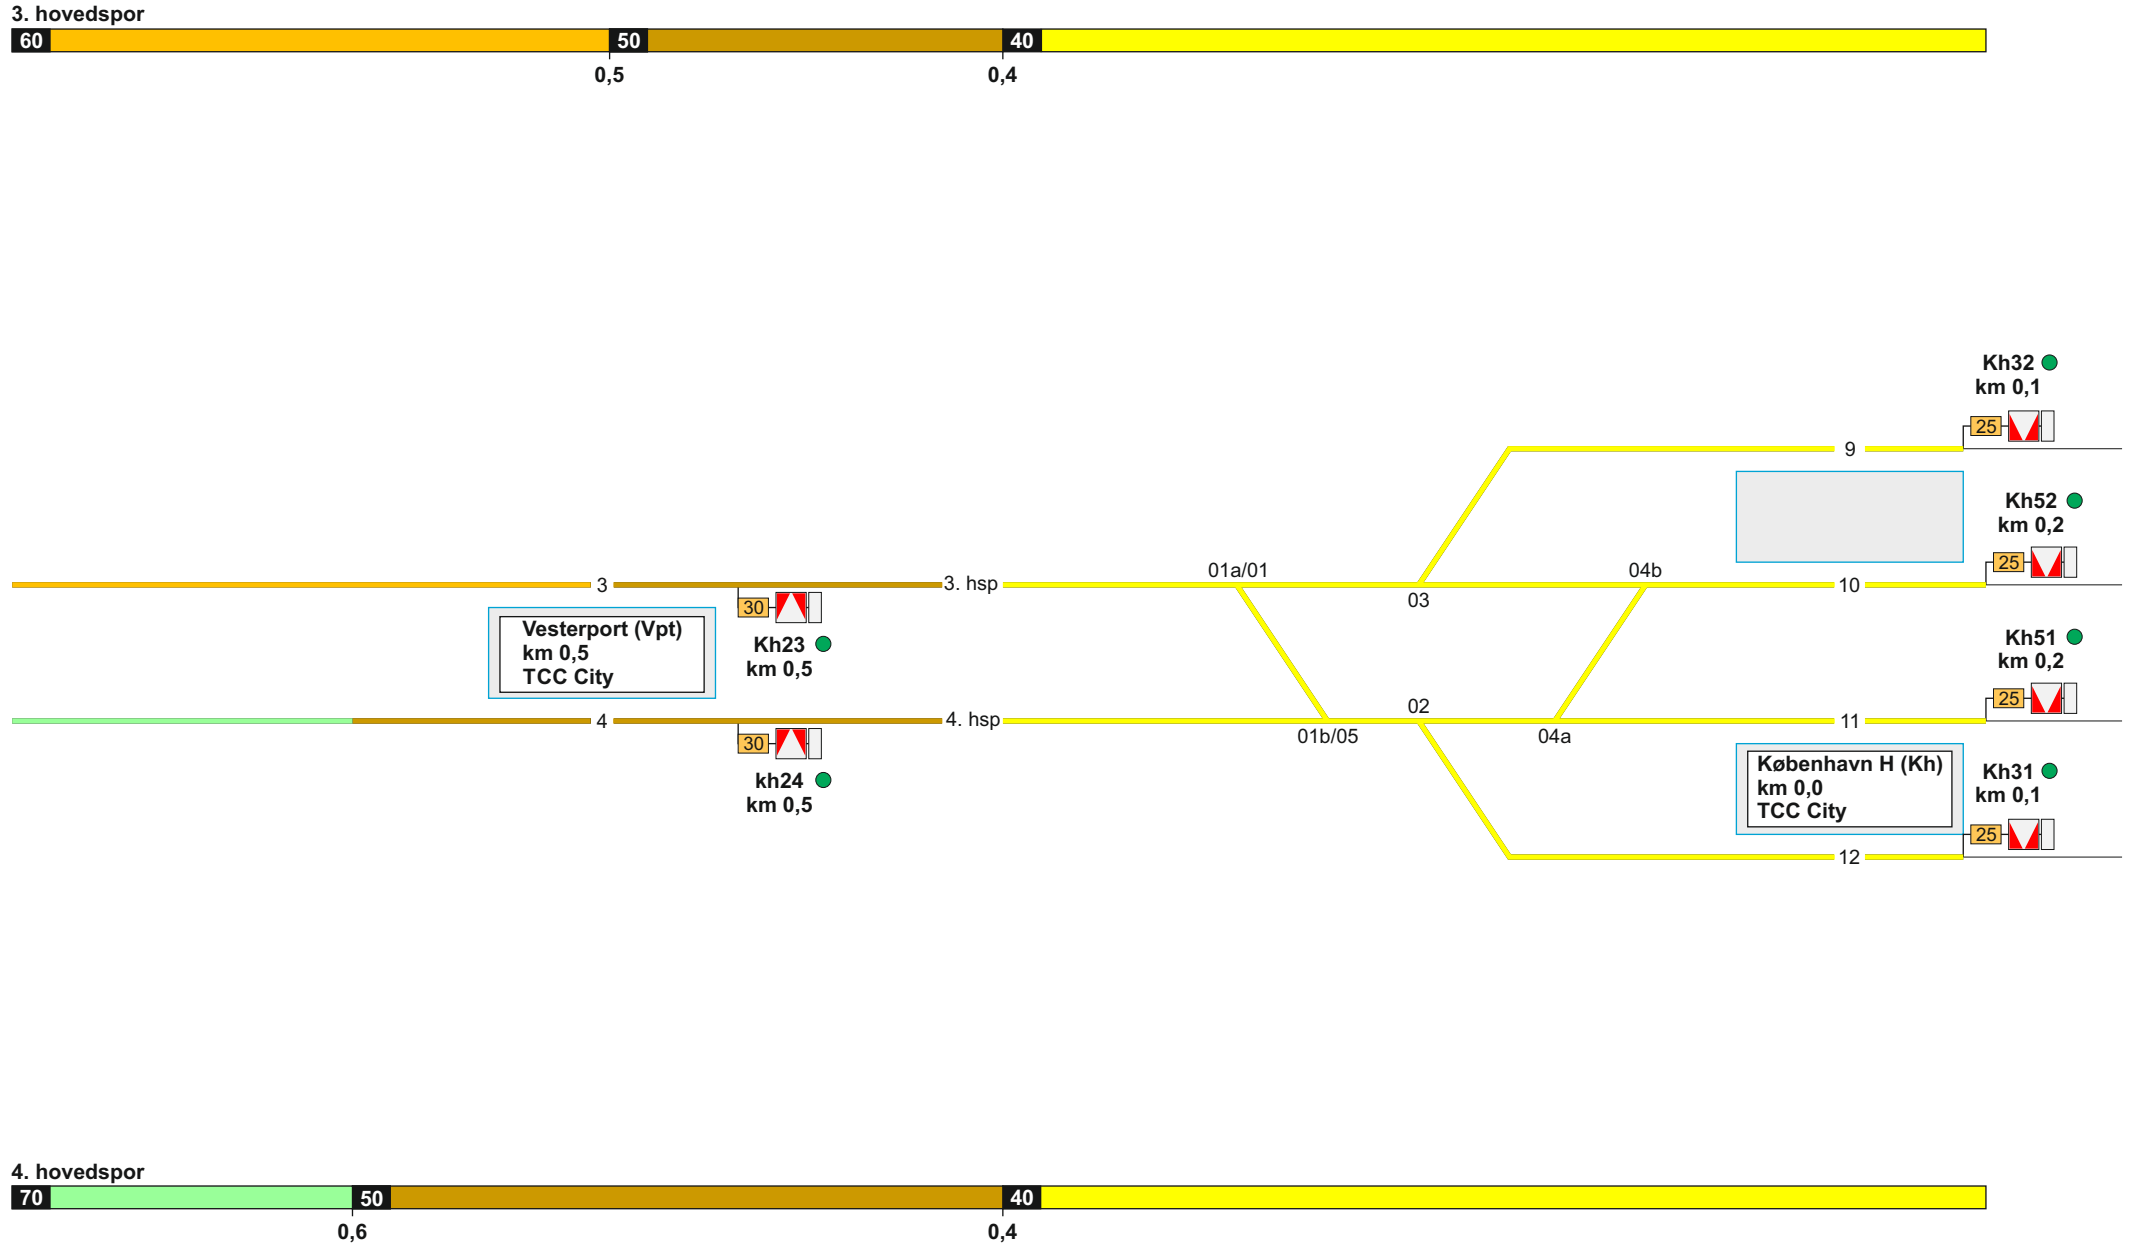 3. hovedspor
60 50 40
0,5 0,4
Kh32
km 0,1
25
9
Kh52
km 0,2
25
01a/01 04b
3 3. hsp 10
03
30
Vesterport (Vpt)
km 0,5
TCC City
Kh23
km 0,5
Kh51
km 0,2
25
02
4 4. hsp 11
01b/05 04a
30
kh24
km 0,5
København H (Kh)
km 0,0
TCC City
Kh31
km 0,1
25
12
4. hovedspor
70 50 40
0,6 0,4